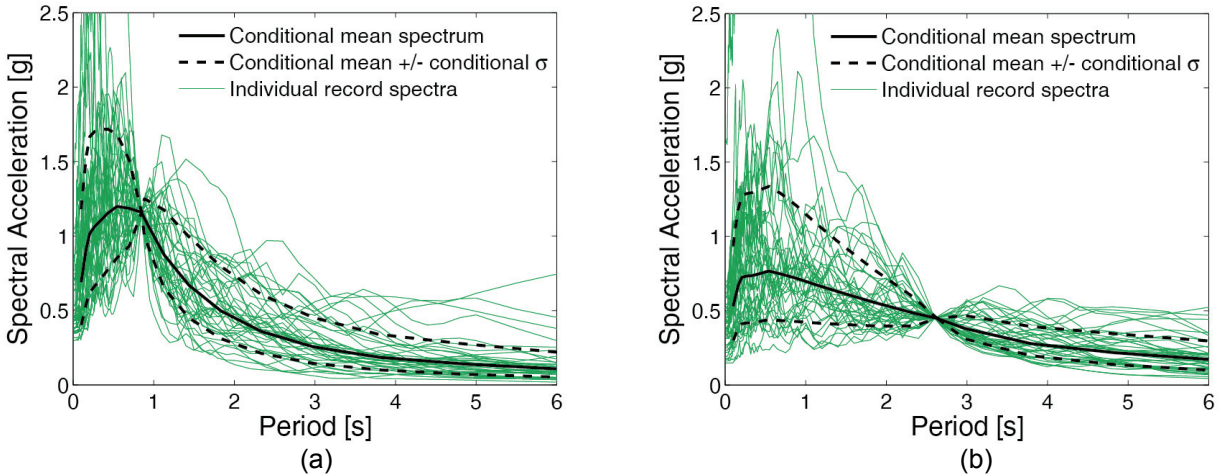 2.5
2
1.5
1
0.5
0
Spectral Acceleration [g]
Conditional mean spectrum
Conditional mean +/- conditional σ
Individual record spectra
0 1 2 3 4 5 6
Period [s]
(a)
2.5
2
1.5
1
0.5
0
Spectral Acceleration [g]
Conditional mean spectrum
Conditional mean +/- conditional σ
Individual record spectra
0 1 2 3 4 5 6
Period [s]
(b)